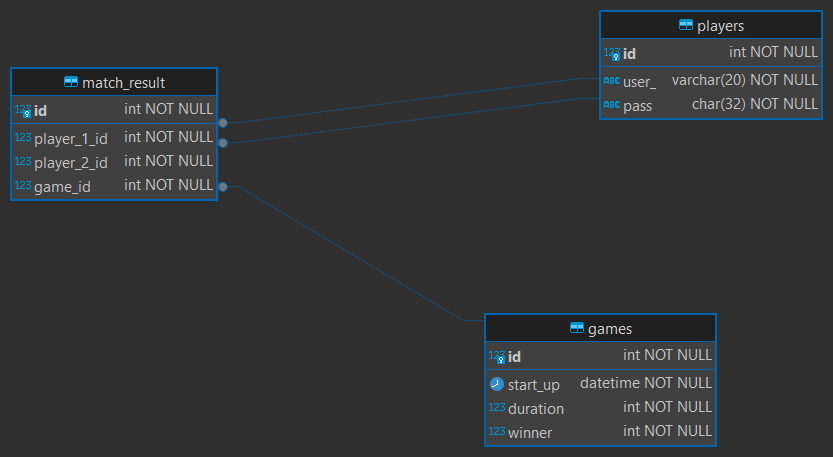 players
123 id int NOT NULL
ABC user_ varchar(20) NOT NULL
ABC pass char(32) NOT NULL
match_result
123 id int NOT NULL
123 player_1_id int NOT NULL
123 player_2_id int NOT NULL
123 game_id int NOT NULL
games
123 id int NOT NULL
start_up datetime NOT NULL
123 duration int NOT NULL
123 winner int NOT NULL